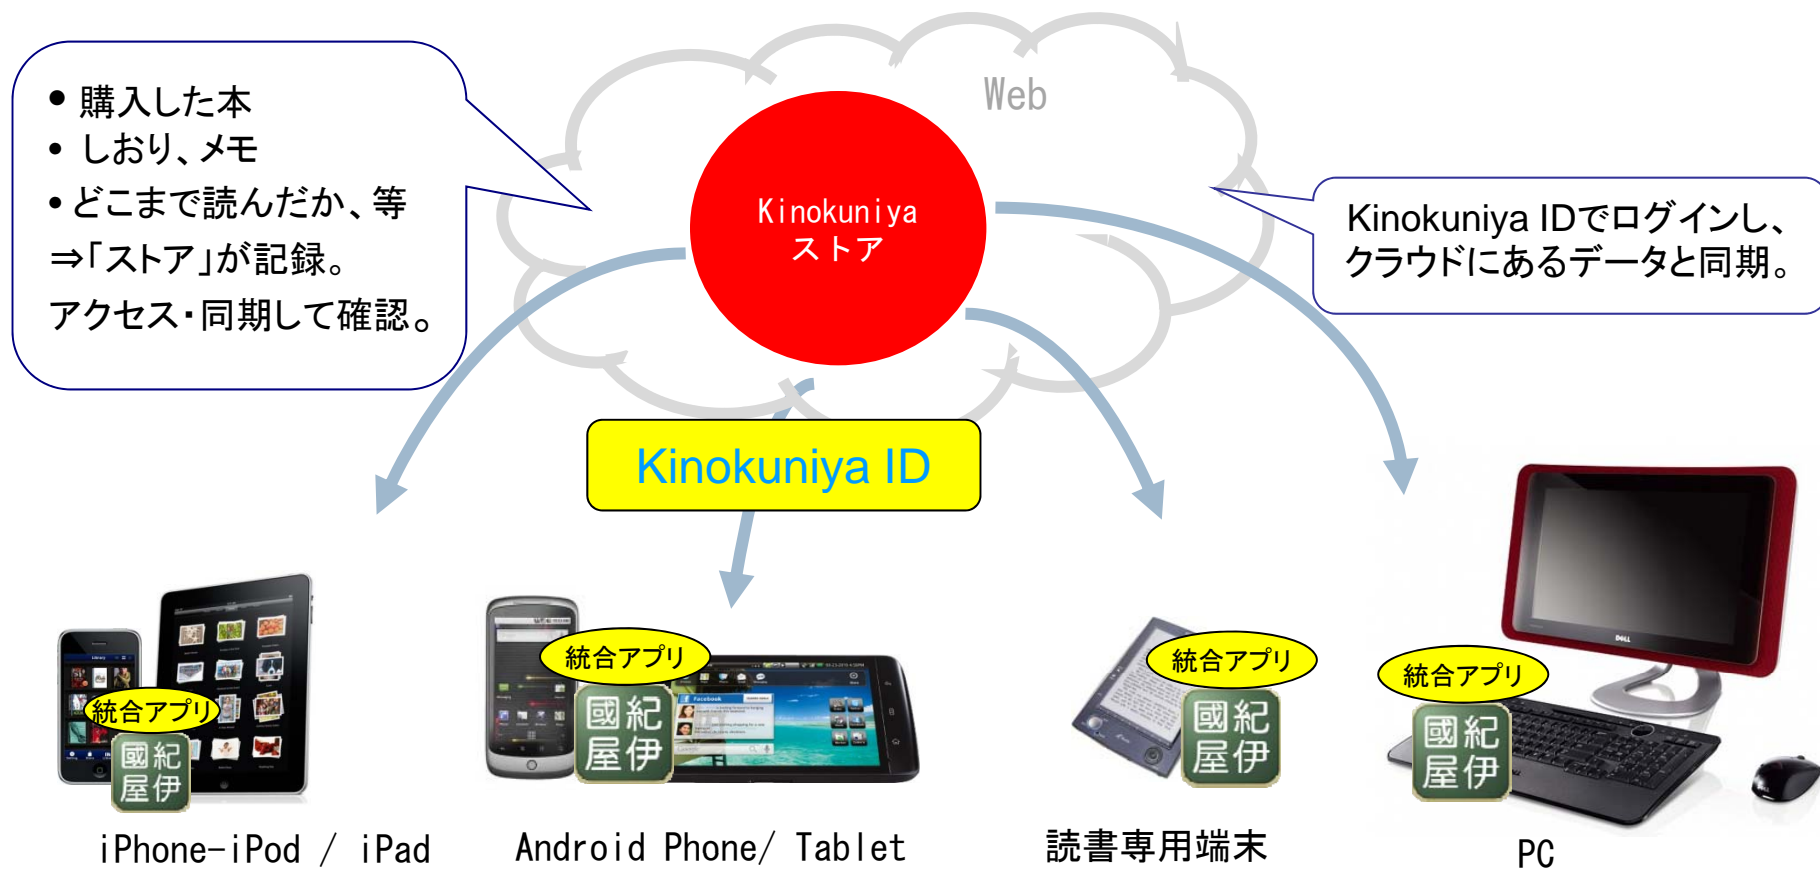 Web
• 購入した本
• しおり、メモ
• どこまで読んだか、等
⇒「ストア」が記録。
アクセス・同期して確認。
Kinokuniya
ストア
Kinokuniya IDでログインし、
クラウドにあるデータと同期。
Kinokuniya ID
統合アプリ
紀伊
國屋
統合アプリ
紀伊
國屋
統合アプリ
紀伊
國屋
統合アプリ
紀伊
國屋
Library
Facebook
DELL
iPhone-iPod / iPad
Android Phone/ Tablet
読書専用端末
PC